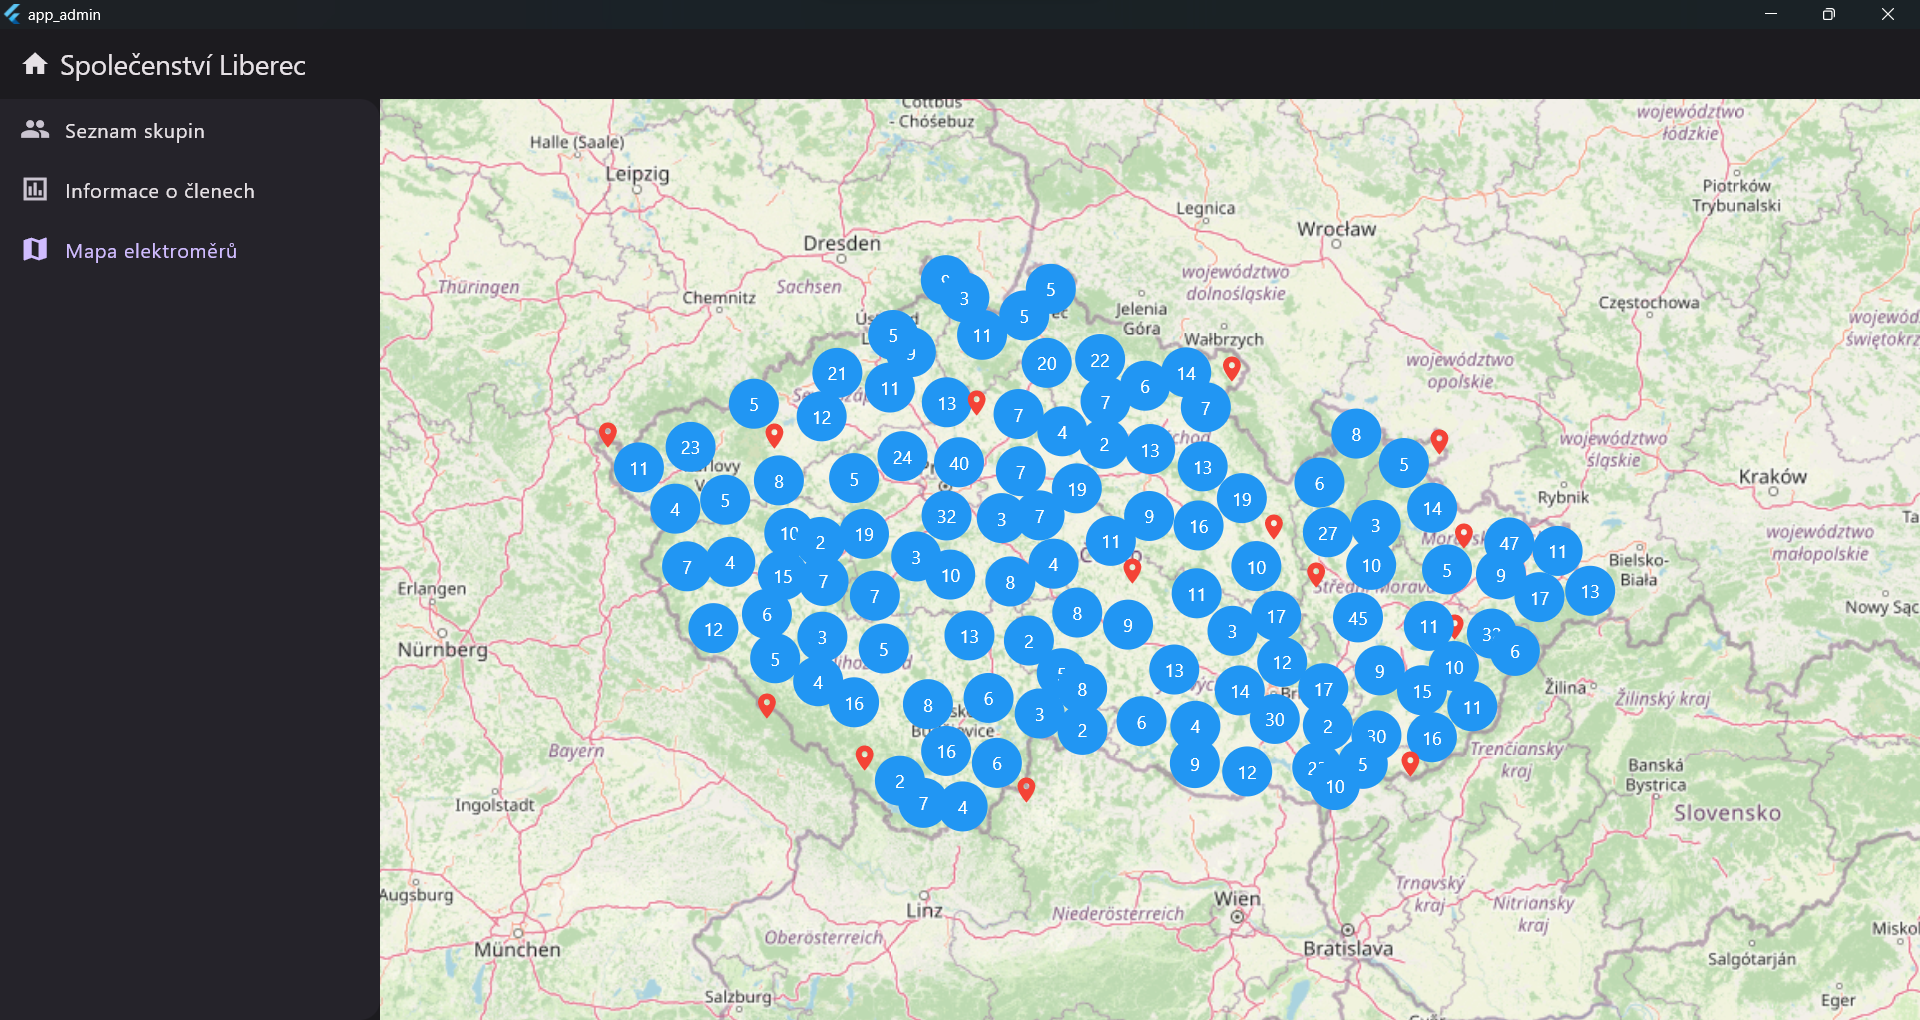 app_admin
Společenství Liberec
Seznam skupin
Informace o členech
Mapa elektroměrů
Cottbus
- Chóśebuz
województwo
łódzkie
Halle (Saale)
Leipzig
Piotrków
Trybunalski
Legnica
Wrocław
Dresden
Thüringen
Sachsen
Chemnitz
województwo
dolnośląskie
Jelenia
Góra
Częstochowa
Wałbrzych
województwo
opolskie
województwo
śląskie
Kraków
Rybnik
województwo
małopolskie
Bielsko-
Biała
Erlangen
Nürnberg
Nowy Sąc
Žilina
Žilinský kraj
Bayern
Trenčiansky
kraj
Banská
Bystrica
Ingolstadt
Slovensko
Augsburg
Linz
Niederösterreich
Wien
Trnavský
kraj
Nitriansky
kraj
München
Oberösterreich
Bratislava
Salgótarján
Salzburg
Eger
3
5
5
11
5
9
20
22
14
21
11
6
5
12
13
7
7
7
4
2
13
8
23
11
24
40
7
13
5
8
5
19
6
4
5
32
3
7
9
16
19
14
10
2
19
11
27
3
47
11
7
4
15
7
3
10
4
8
10
10
5
9
17
13
7
11
12
6
3
5
13
2
8
9
3
17
45
11
6
5
4
16
8
6
8
13
12
14
17
9
10
15
11
3
2
6
4
30
2
30
16
16
6
9
12
5
10
2
7
4